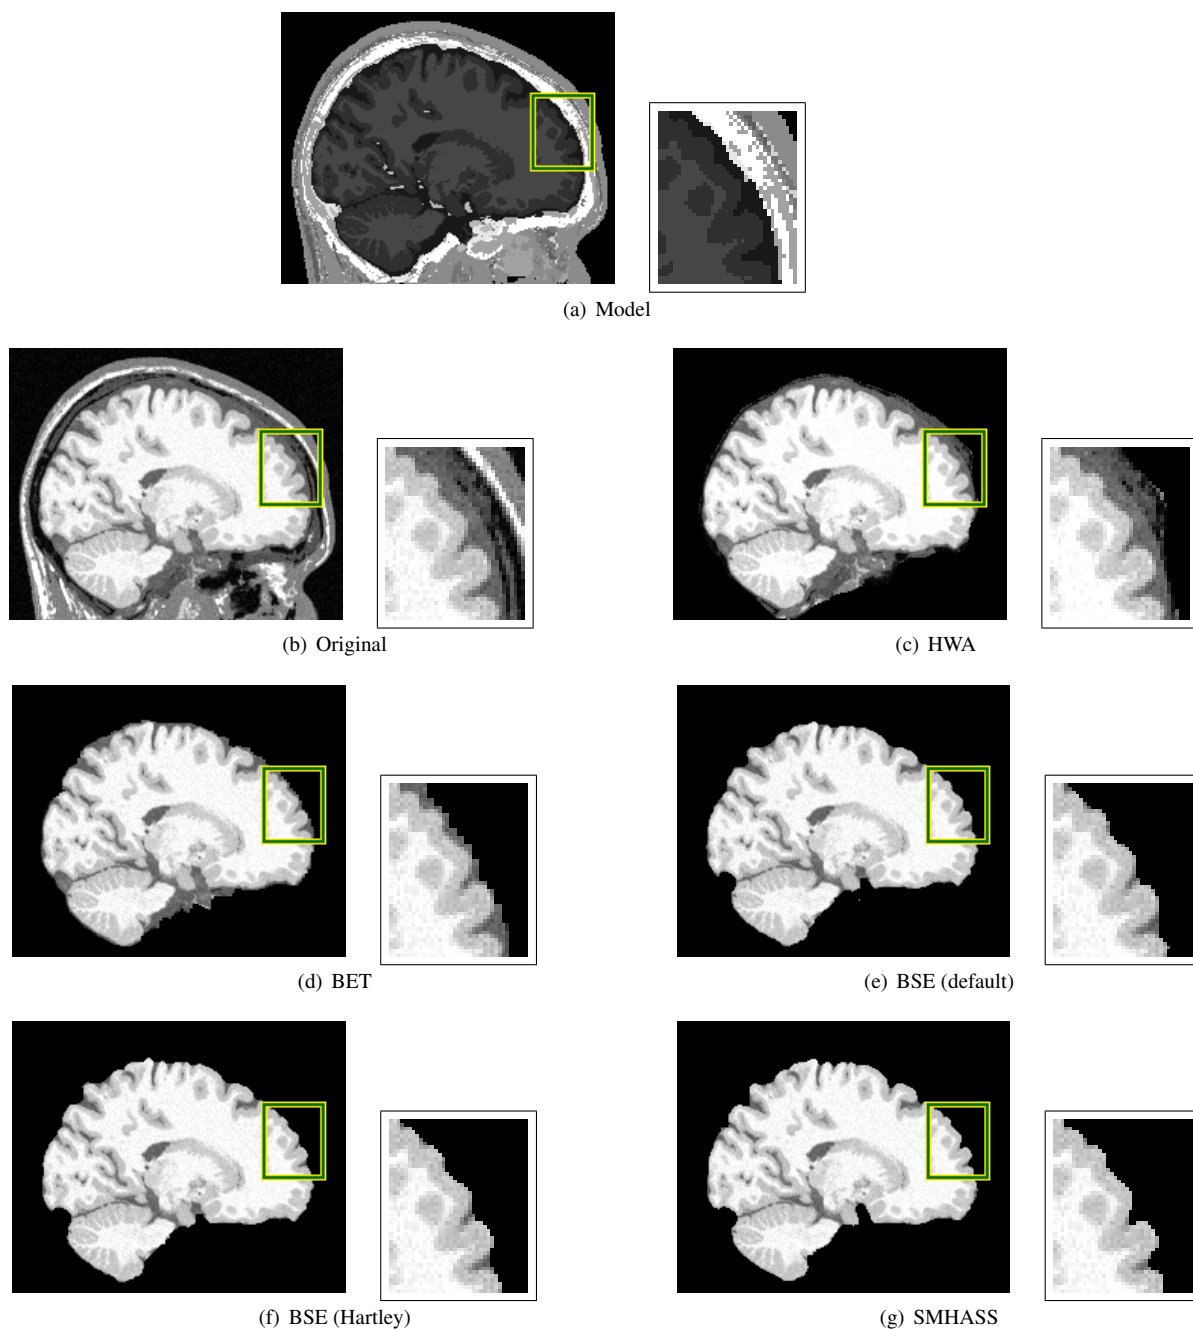 (a) Model
(b) Original
(c) HWA
(d) BET
(e) BSE (default)
(f) BSE (Hartley)
(g) SMHASS